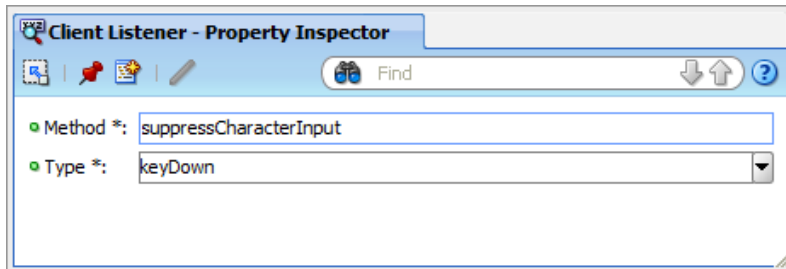 Client Listener - Property Inspector
Find
Method *: suppressCharacterInput
Type *: keyDown